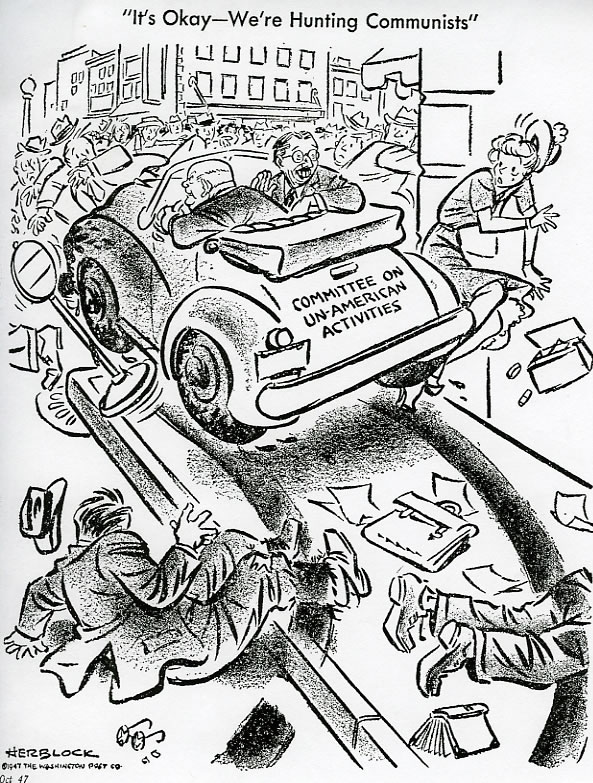 "It's Okay—We're Hunting Communists"
COMMITTEE ON
UN-AMERICAN
ACTIVITIES
HERBLOCK
©1947 THE WASHINGTON POST CO.
Oct 47